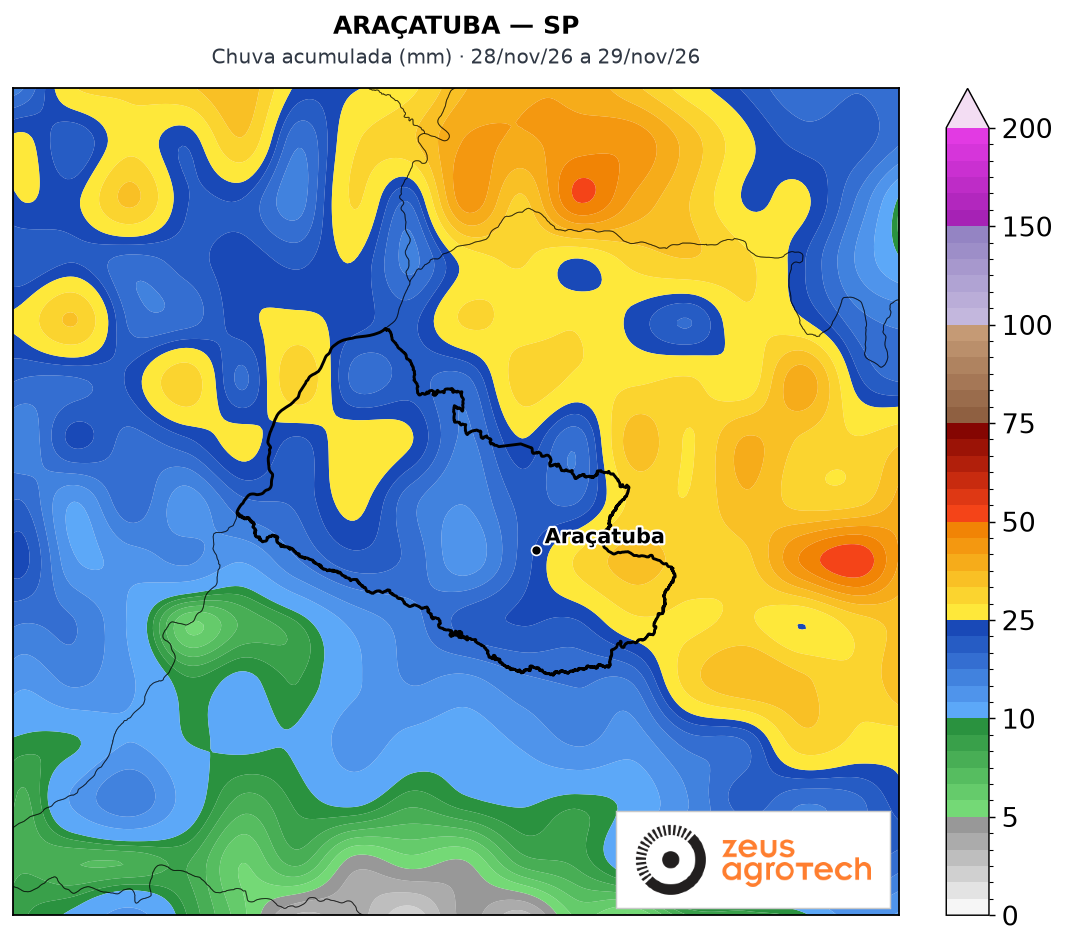 ARAÇATUBA — SP
Chuva acumulada (mm) · 28/nov/26 a 29/nov/26
200
150
100
75
50
25
10
5
0
Araçatuba
zeus
agrotech